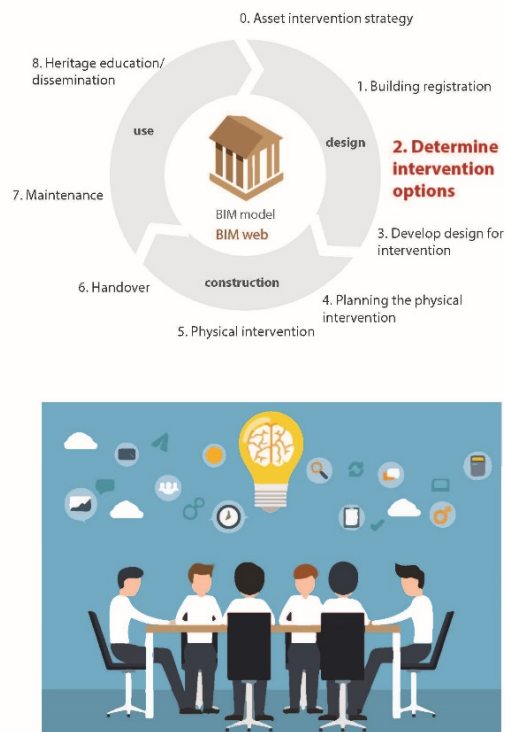 0. Asset intervention strategy
8. Heritage education/
dissemination
1. Building registration
use
design
2. Determine
intervention
options
BIM model
BIM web
7. Maintenance
3. Develop design for
intervention
6. Handover
construction
4. Planning the physical
intervention
5. Physical intervention